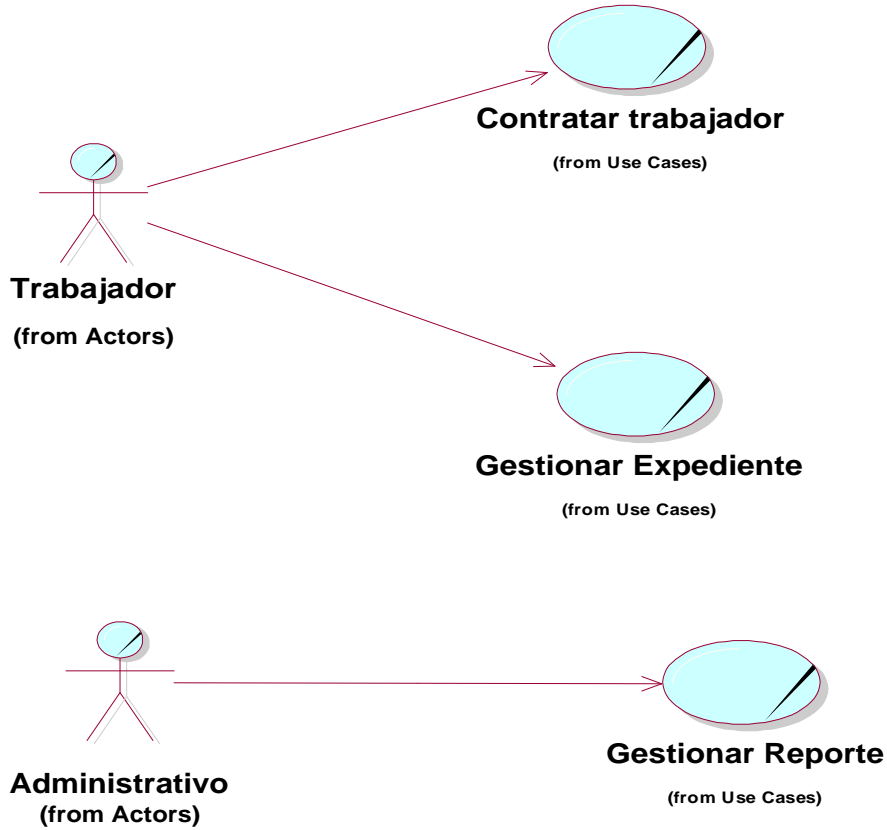 Contratar trabajador
(from Use Cases)
Trabajador
(from Actors)
Gestionar Expediente
(from Use Cases)
Gestionar Reporte
(from Use Cases)
Administrativo
(from Actors)